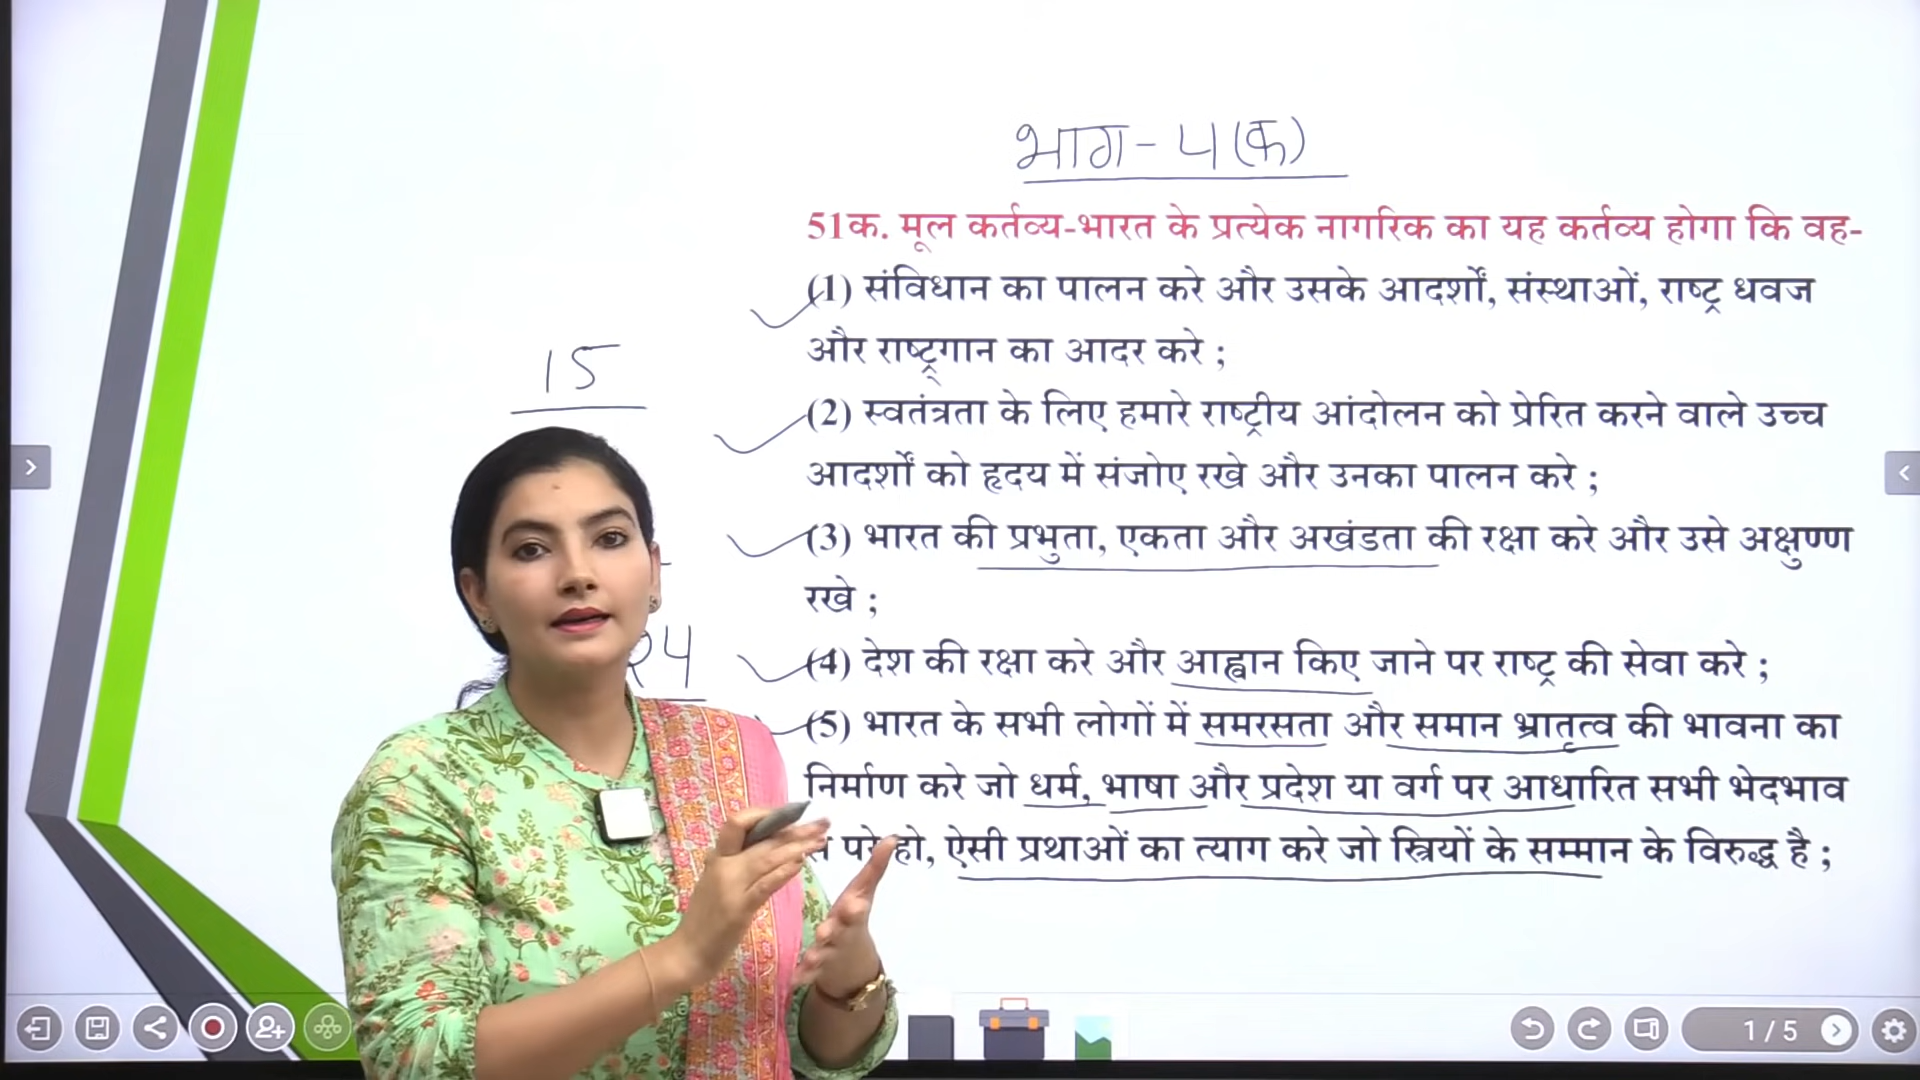 भाग - 4 (क)
51क. मूल कर्तव्य-भारत के प्रत्येक नागरिक का यह कर्तव्य होगा कि वह-
(1) संविधान का पालन करे और उसके आदर्शों, संस्थाओं, राष्ट्र धवज
और राष्ट्रगान का आदर करे ;
15
(2) स्वतंत्रता के लिए हमारे राष्ट्रीय आंदोलन को प्रेरित करने वाले उच्च
आदर्शों को हृदय में संजोए रखे और उनका पालन करे ;
(3) भारत की प्रभुता, एकता और अखंडता की रक्षा करे और उसे अक्षुण्ण
रखे ;
(4) देश की रक्षा करे और आह्वान किए जाने पर राष्ट्र की सेवा करे ;
(5) भारत के सभी लोगों में समरसता और समान भ्रातृत्व की भावना का
निर्माण करे जो धर्म, भाषा और प्रदेश या वर्ग पर आधारित सभी भेदभाव
परे हो, ऐसी प्रथाओं का त्याग करे जो स्त्रियों के सम्मान के विरुद्ध है ;
1 / 5